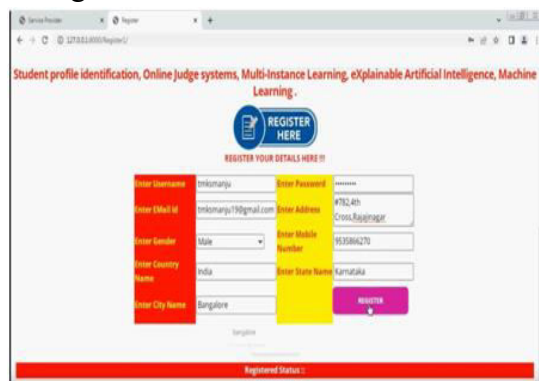 Service Provider
Register
127.0.0.1:8000/Register1/
Student profile identification, Online Judge systems, Multi-Instance Learning, eXplainable Artificial Intelligence, Machine
Learning .
REGISTER
HERE
REGISTER YOUR DETAILS HERE !!!
Enter Username tmksmanju Enter Password ·········
Enter EMail Id tmksmanju19@gmail.com Enter Address #782,4th
Cross,Rajajinagar
Enter Gender Male Enter Mobile
Number 9535866270
Enter Country
Name India Enter State Name Karnataka
Enter City Name Bangalore REGISTER
bangalore
Registered Status ::